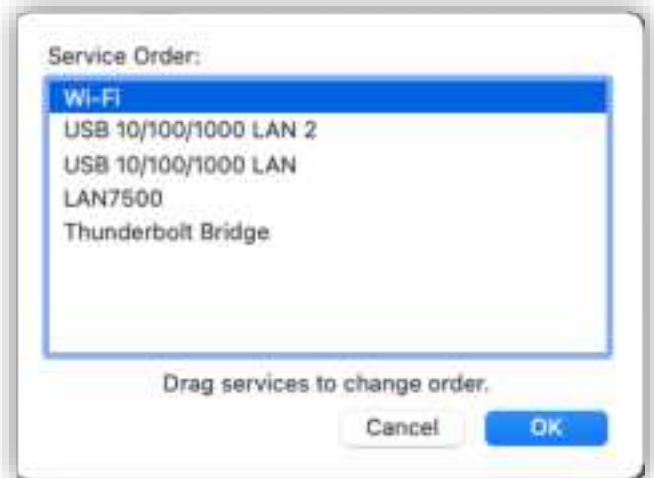 Service Order:
Wi-Fi
USB 10/100/1000 LAN 2
USB 10/100/1000 LAN
LAN7500
Thunderbolt Bridge
Drag services to change order.
Cancel
OK